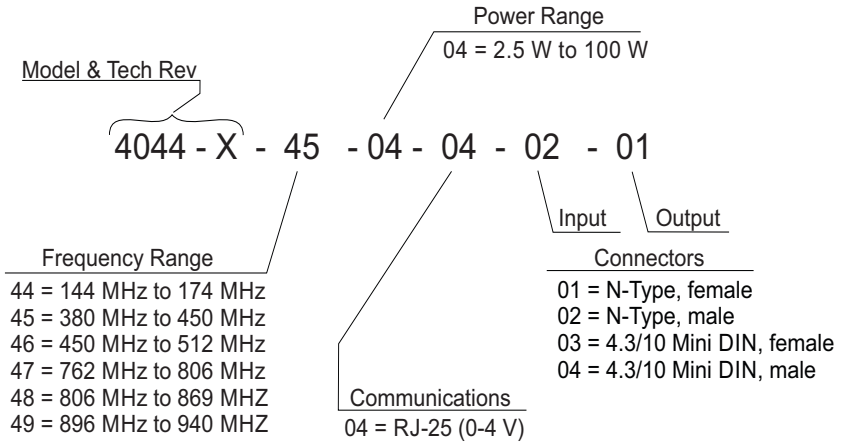 Power Range
04 = 2.5 W to 100 W
Model & Tech Rev
4044 - X - 45 - 04 - 04 - 02 - 01
Input
Output
Frequency Range
44 = 144 MHz to 174 MHz
45 = 380 MHz to 450 MHz
46 = 450 MHz to 512 MHz
47 = 762 MHz to 806 MHz
48 = 806 MHz to 869 MHZ
49 = 896 MHz to 940 MHZ
Communications
04 = RJ-25 (0-4 V)
Connectors
01 = N-Type, female
02 = N-Type, male
03 = 4.3/10 Mini DIN, female
04 = 4.3/10 Mini DIN, male